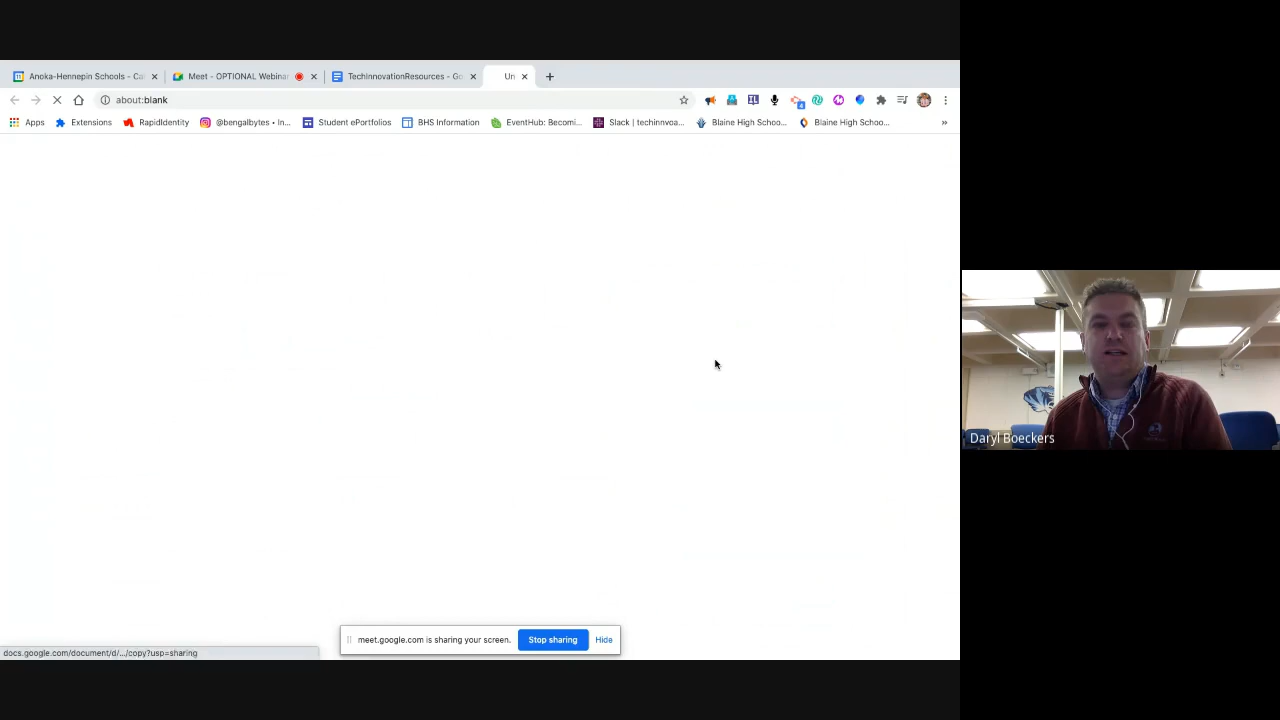 Anoka-Hennepin Schools - Ca
Meet - OPTIONAL Webinar
TechInnovationResources - Go
Un
about:blank
Apps
Extensions
RapidIdentity
@bengalbytes • In...
Student ePortfolios
BHS Information
EventHub: Becomi...
Slack | techinnvoa...
Blaine High Schoo...
Blaine High Schoo...
»
Daryl Boeckers
meet.google.com is sharing your screen.
Stop sharing
Hide
docs.google.com/document/d/.../copy?usp=sharing